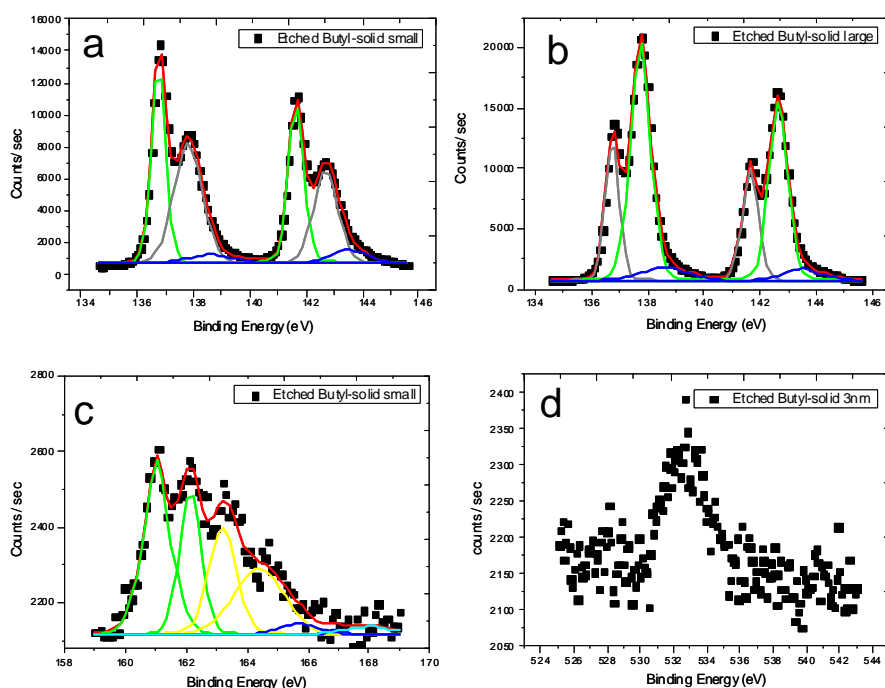 a
Etched Butyl-solid small
16000
14000
12000
10000
8000
6000
4000
2000
0
Counts/ sec
134 136 138 140 142 144 146
Binding Energy (eV)
b
Etched Butyl-solid large
20000
15000
10000
5000
0
Counts/ sec
134 136 138 140 142 144 146
Binding Energy (eV)
c
Etched Butyl-solid small
2800
2600
2400
2200
Counts / sec
158 160 162 164 166 168 170
Binding Energy (eV)
d
Etched Butyl-solid 3nm
2400
2350
2300
2250
2200
2150
2100
2050
counts / sec
524 526 528 530 532 534 536 538 540 542 544
Binding Energy (eV)